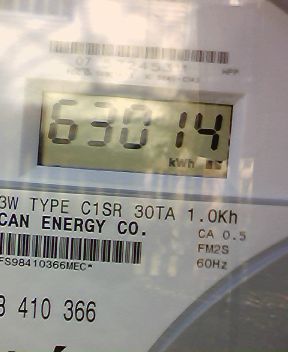 63014
kWh
3W TYPE C1SR 30TA 1.0Kh
CAN ENERGY CO.
CA 0.5
FM2S
60Hz
FS98410366MEC*
8 410 366